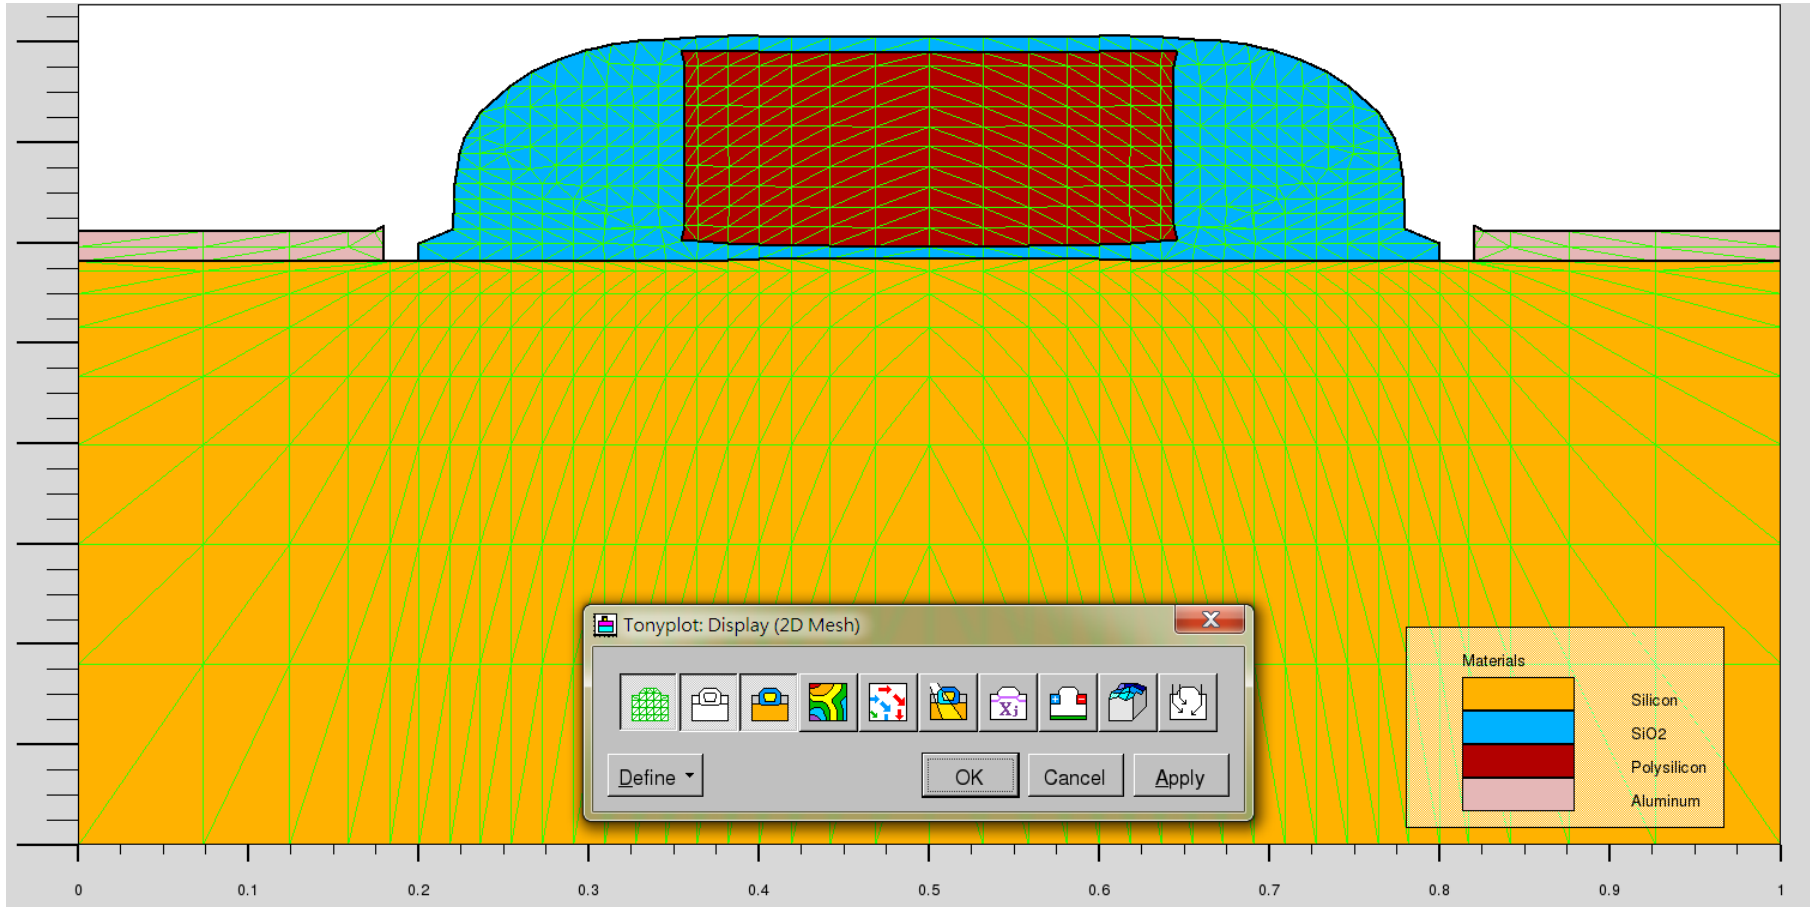 Tonyplot: Display (2D Mesh)
X
Xj
Define
OK
Cancel
Apply
Materials
Silicon
SiO2
Polysilicon
Aluminum
0 0.1 0.2 0.3 0.4 0.5 0.6 0.7 0.8 0.9 1